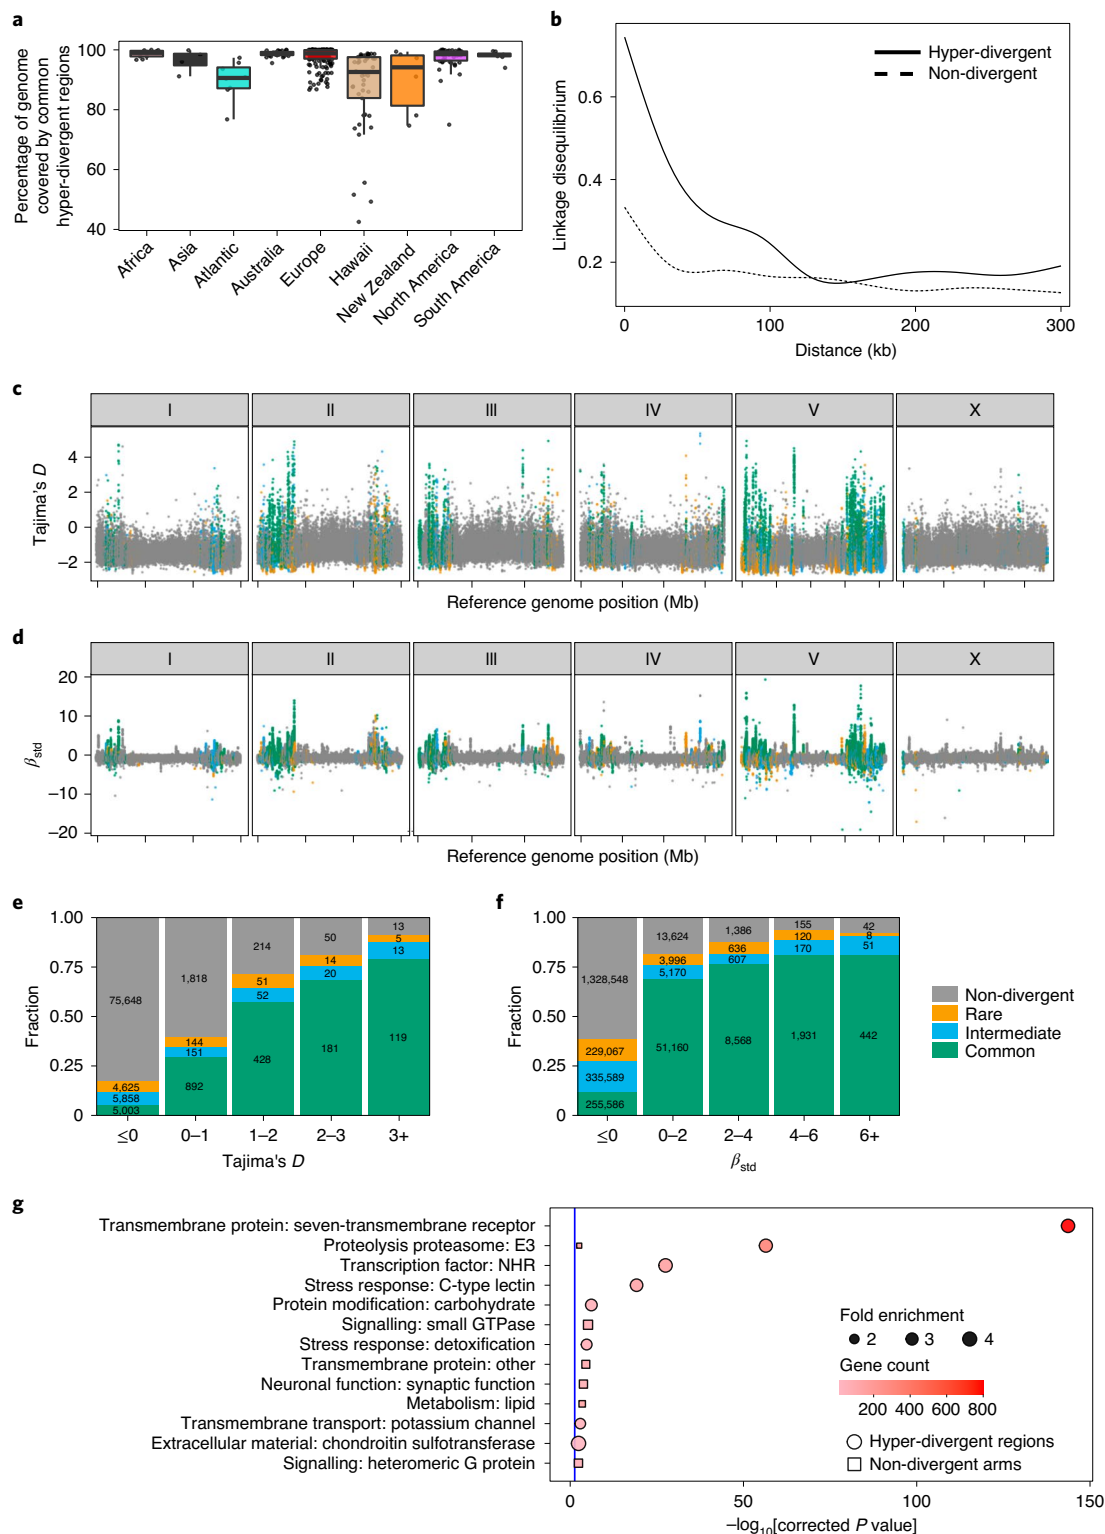 a
Percentage of genome
covered by common
hyper-divergent regions
100
80
60
40
Africa
Asia
Atlantic
Australia
Europe
Hawaii
New Zealand
North America
South America
b
Linkage disequilibrium
0.6
0.4
0.2
Hyper-divergent
Non-divergent
0
100
200
300
Distance (kb)
c
I
II
III
IV
V
X
Tajima's D
4
2
0
−2
Reference genome position (Mb)
d
I
II
III
IV
V
X
βstd
20
10
0
−10
−20
Reference genome position (Mb)
e
Fraction
1.00
0.75
0.50
0.25
0
75,648
4,625
5,858
5,003
1,818
144
151
892
214
51
52
428
50
14
20
181
13
5
13
119
≤0
0–1
1–2
2–3
3+
Tajima's D
f
Fraction
1.00
0.75
0.50
0.25
0
1,328,548
229,067
335,589
255,586
13,624
3,996
5,170
51,160
1,386
636
607
8,568
155
120
170
1,931
42
8
51
442
≤0
0–2
2–4
4–6
6+
βstd
Non-divergent
Rare
Intermediate
Common
g
Transmembrane protein: seven-transmembrane receptor
Proteolysis proteasome: E3
Transcription factor: NHR
Stress response: C-type lectin
Protein modification: carbohydrate
Signalling: small GTPase
Stress response: detoxification
Transmembrane protein: other
Neuronal function: synaptic function
Metabolism: lipid
Transmembrane transport: potassium channel
Extracellular material: chondroitin sulfotransferase
Signalling: heteromeric G protein
Fold enrichment
2 3 4
Gene count
200 400 600 800
Hyper-divergent regions
Non-divergent arms
0
50
100
150
−log10[corrected P value]